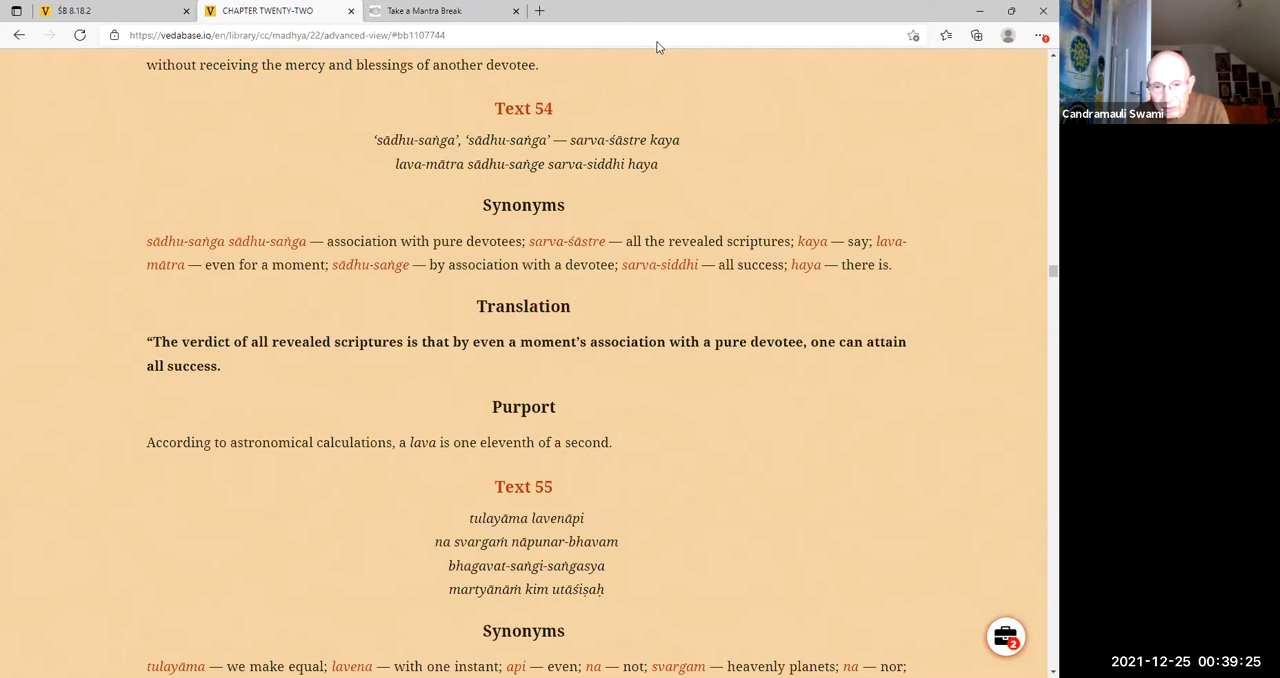 ŚB 8.18.2
CHAPTER TWENTY-TWO
Take a Mantra Break
https://vedabase.io/en/library/cc/madhya/22/advanced-view/#bb1107744
without receiving the mercy and blessings of another devotee.
Text 54
‘sādhu-saṅga’, ‘sādhu-saṅga’ — sarva-śāstre kaya
lava-mātra sādhu-saṅge sarva-siddhi haya
Synonyms
sādhu-saṅga sādhu-saṅga — association with pure devotees; sarva-śāstre — all the revealed scriptures; kaya — say; lava-
mātra — even for a moment; sādhu-saṅge — by association with a devotee; sarva-siddhi — all success; haya — there is.
Translation
“The verdict of all revealed scriptures is that by even a moment’s association with a pure devotee, one can attain
all success.
Purport
According to astronomical calculations, a lava is one eleventh of a second.
Text 55
tulayāma lavenāpi
na svargaṁ nāpunar-bhavam
bhagavat-saṅgi-saṅgasya
martyānāṁ kim utāśiṣaḥ
Synonyms
tulayāma — we make equal; lavena — with one instant; api — even; na — not; svargam — heavenly planets; na — nor;
2
Candramauli Swami
2021-12-25 00:39:25